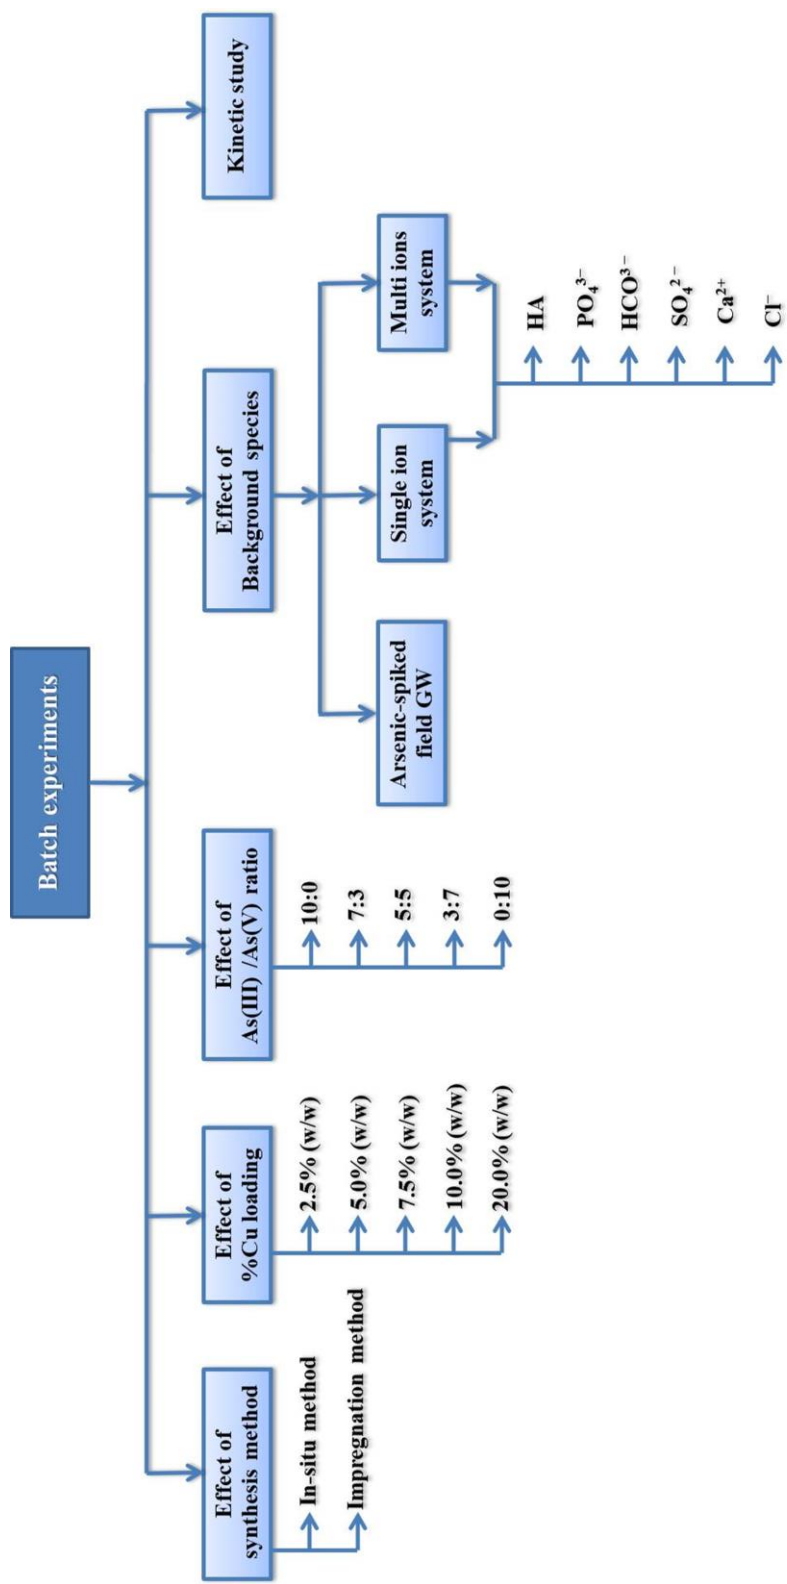 Batch experiments
Effect of
synthesis method
In-situ method
Impregnation method
Effect of
%Cu loading
2.5% (w/w)
5.0% (w/w)
7.5% (w/w)
10.0% (w/w)
20.0% (w/w)
Effect of
As(III) /As(V) ratio
10:0
7:3
5:5
3:7
0:10
Effect of
Background species
Arsenic-spiked
field GW
Single ion
system
Multi ions
system
HA
PO₄³⁻
HCO³⁻
SO₄²⁻
Ca²⁺
Cl⁻
Kinetic study